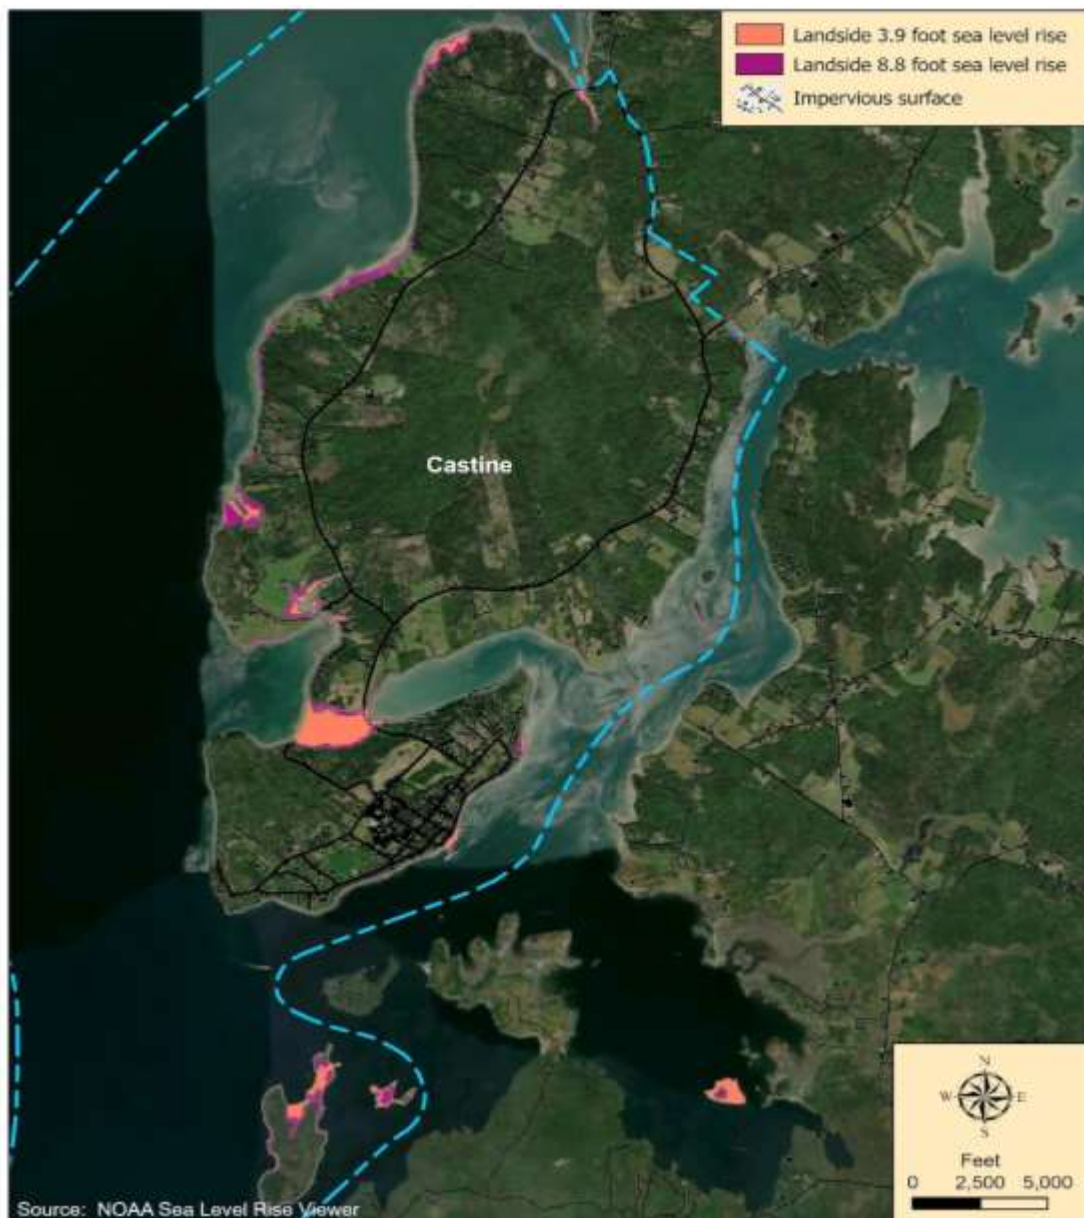 Landside 3.9 foot sea level rise
Landside 8.8 foot sea level rise
Impervious surface
Castine
N
W E
S
Feet
0 2,500 5,000
Source: NOAA Sea Level Rise Viewer